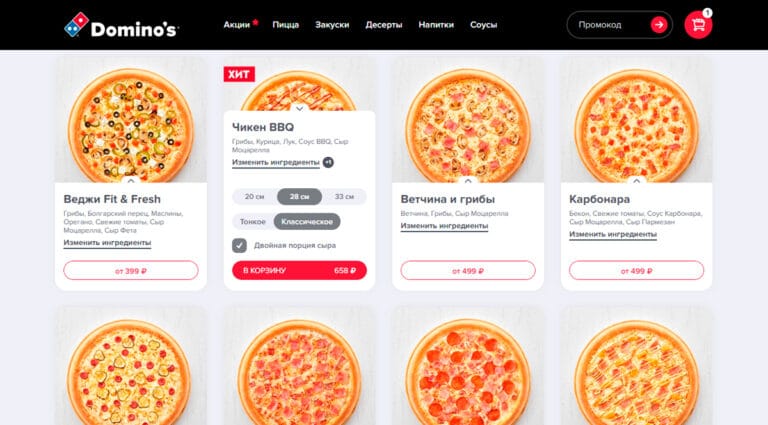 Domino's
Акции * Пицца Закуски Десерты Напитки Соусы
Промокод
1
ХИТ
Веджи Fit & Fresh
Грибы, Болгарский перец, Маслины,
Орегано, Свежие томаты, Сыр
Моцарелла, Сыр Фета
Изменить ингредиенты
от 399 ₽
Чикен BBQ
Грибы, Курица, Лук, Соус BBQ, Сыр
Моцарелла
Изменить ингредиенты +1
20 см 28 см 33 см
Тонкое Классическое
Двойная порция сыра
В КОРЗИНУ 658 ₽
Ветчина и грибы
Ветчина, Грибы, Сыр Моцарелла
Изменить ингредиенты
от 499 ₽
Карбонара
Бекон, Свежие томаты, Соус Карбонара,
Сыр Моцарелла, Сыр Пармезан
Изменить ингредиенты
от 499 ₽